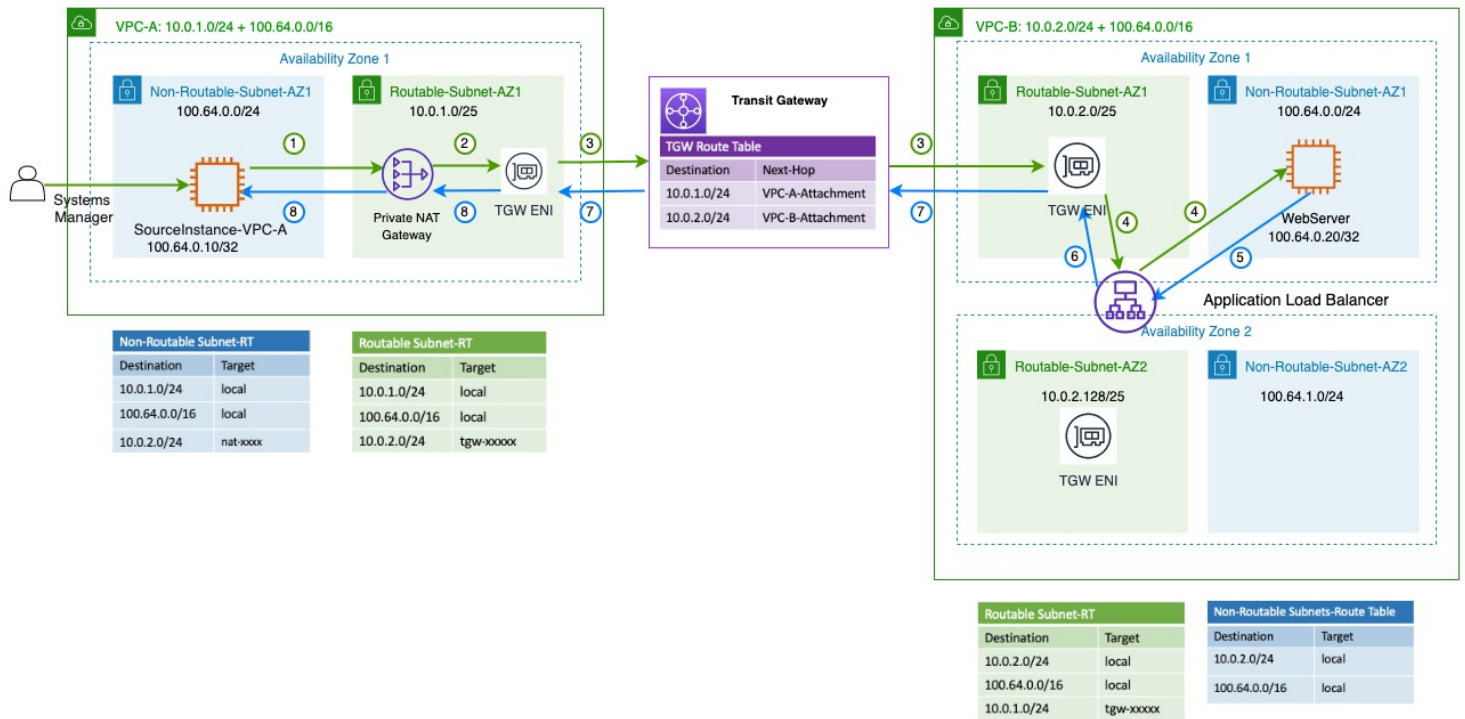 VPC-A: 10.0.1.0/24 + 100.64.0.0/16
Availability Zone 1
Non-Routable-Subnet-AZ1
100.64.0.0/24
Routable-Subnet-AZ1
10.0.1.0/25
1
2
3
8
8
7
Systems
Manager
SourceInstance-VPC-A
100.64.0.10/32
Private NAT
Gateway
TGW ENI
Non-Routable Subnet-RT
Destination Target
10.0.1.0/24 local
100.64.0.0/16 local
10.0.2.0/24 nat-xxxx
Routable Subnet-RT
Destination Target
10.0.1.0/24 local
100.64.0.0/16 local
10.0.2.0/24 tgw-xxxxx
Transit Gateway
TGW Route Table
Destination Next-Hop
10.0.1.0/24 VPC-A-Attachment
10.0.2.0/24 VPC-B-Attachment
3
7
VPC-B: 10.0.2.0/24 + 100.64.0.0/16
Availability Zone 1
Routable-Subnet-AZ1
10.0.2.0/25
Non-Routable-Subnet-AZ1
100.64.0.0/24
TGW ENI
4
4
WebServer
100.64.0.20/32
6
5
Application Load Balancer
Availability Zone 2
Routable-Subnet-AZ2
10.0.2.128/25
TGW ENI
Non-Routable-Subnet-AZ2
100.64.1.0/24
Routable Subnet-RT
Destination Target
10.0.2.0/24 local
100.64.0.0/16 local
10.0.1.0/24 tgw-xxxxx
Non-Routable Subnets-Route Table
Destination Target
10.0.2.0/24 local
100.64.0.0/16 local